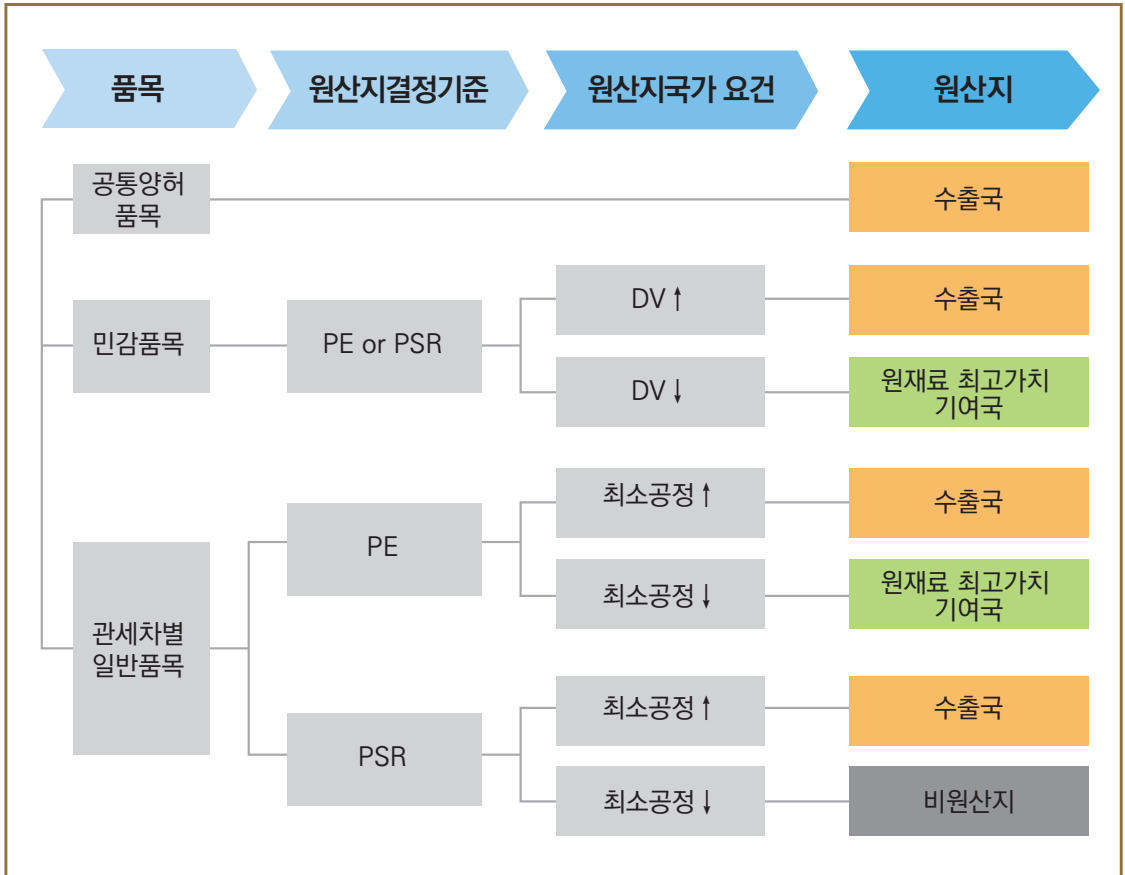 품목
원산지결정기준
원산지국가 요건
원산지
공통양허
품목
수출국
민감품목
PE or PSR
DV↑
수출국
DV↓
원재료 최고가치
기여국
관세차별
일반품목
PE
최소공정↑
수출국
최소공정↓
원재료 최고가치
기여국
PSR
최소공정↑
수출국
최소공정↓
비원산지